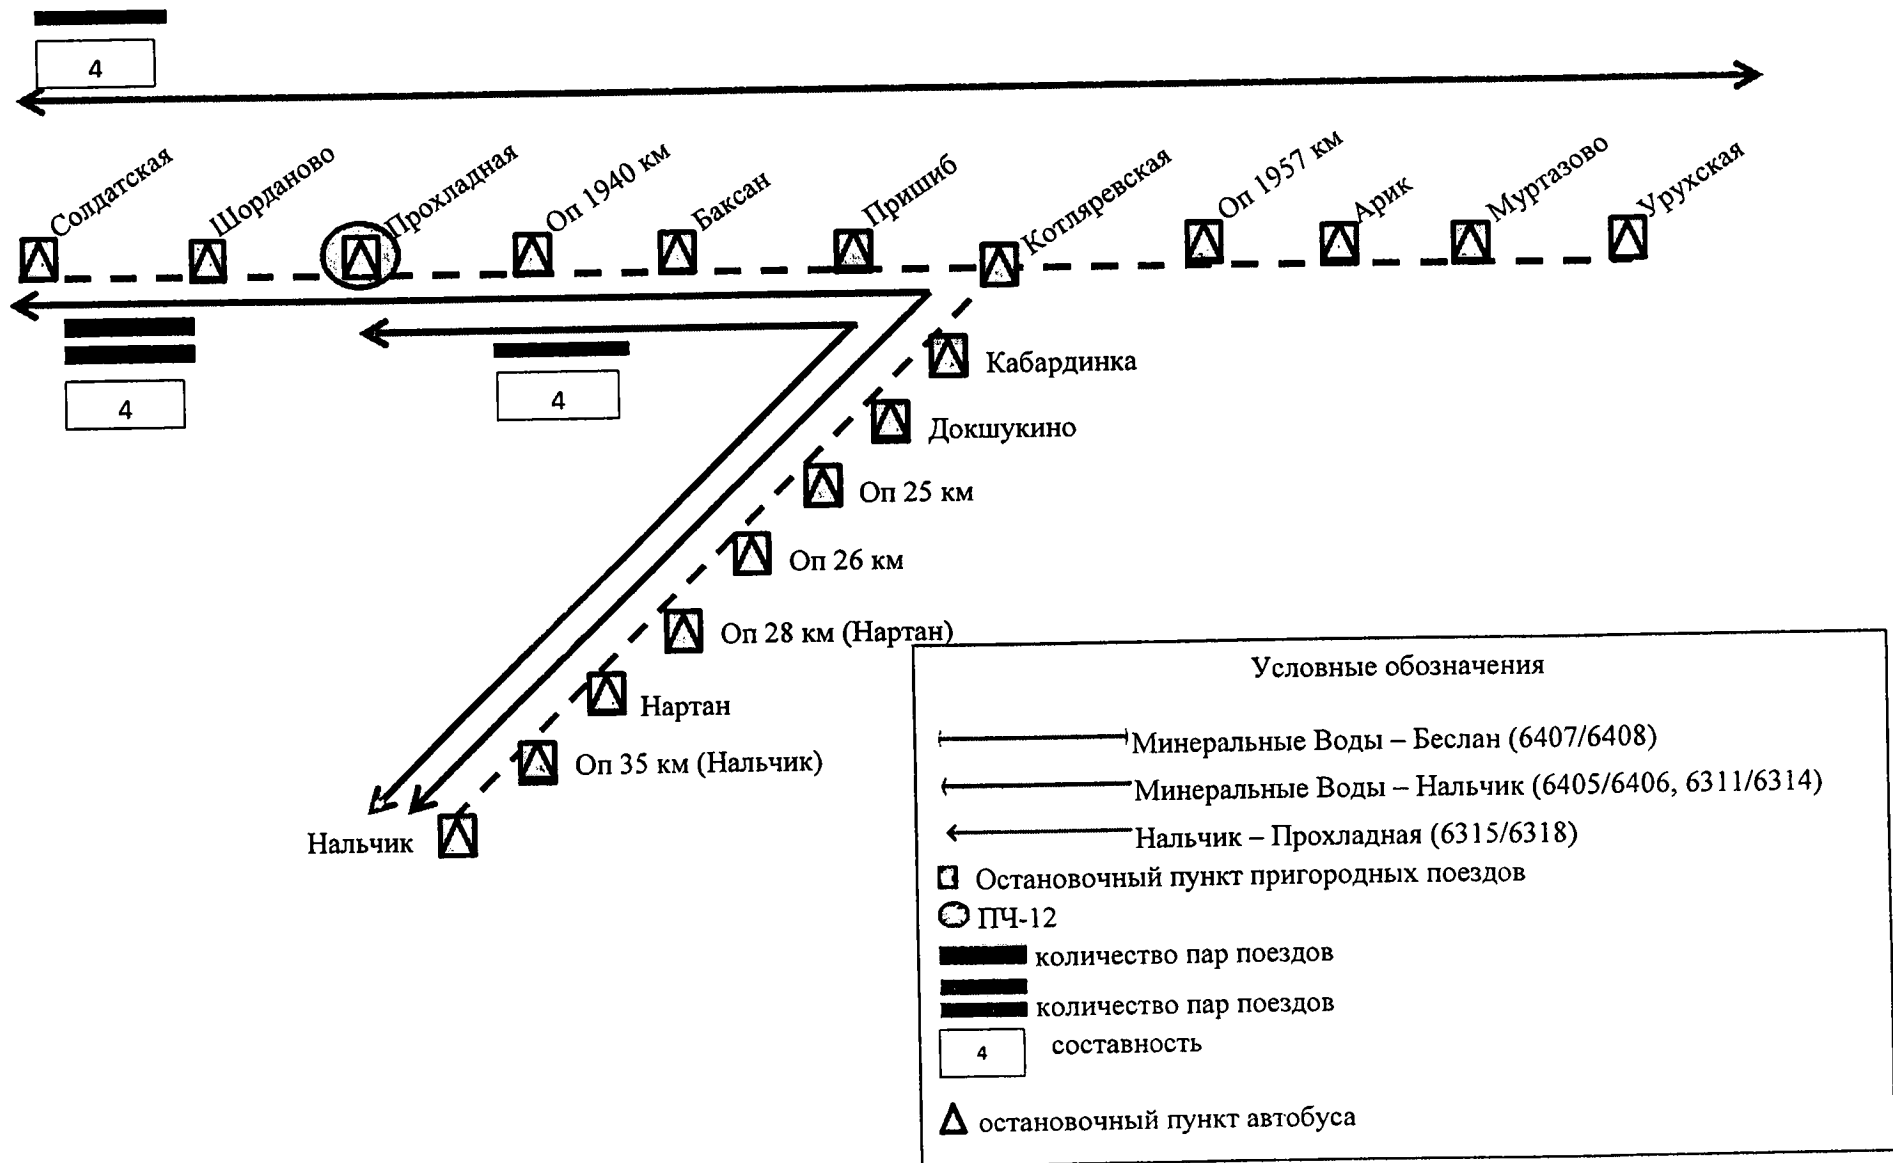 4
Солдатская
Шорданово
Прохладная
Оп 1940 км
Баксан
Пришиб
Котляревская
Оп 1957 км
Арик
Муртазово
Урухская
4
4
Кабардинка
Докшукино
Оп 25 км
Оп 26 км
Оп 28 км (Нартан)
Нартан
Оп 35 км (Нальчик)
Нальчик
Условные обозначения
Минеральные Воды – Беслан (6407/6408)
Минеральные Воды – Нальчик (6405/6406, 6311/6314)
Нальчик – Прохладная (6315/6318)
Остановочный пункт пригородных поездов
ПЧ-12
количество пар поездов
количество пар поездов
4 составность
остановочный пункт автобуса